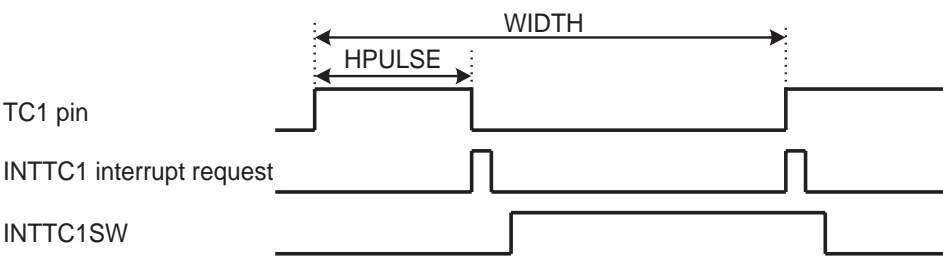 WIDTH
HPULSE
TC1 pin
INTTC1 interrupt request
INTTC1SW